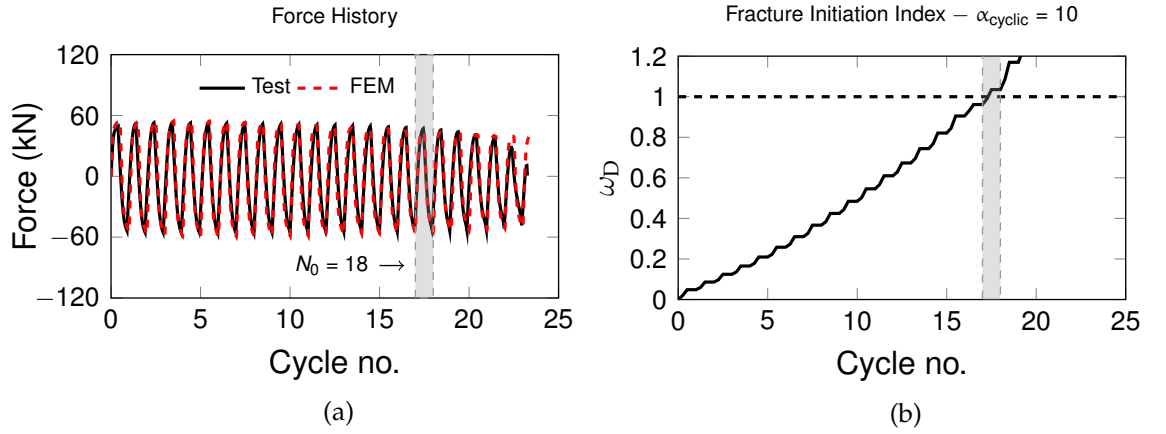 Force History
120
60
0
−60
−120
Force (kN)
Test
FEM
N0 = 18 →
0 5 10 15 20 25
Cycle no.
(a)
Fracture Initiation Index − αcyclic = 10
1.2
1
0.8
0.6
0.4
0.2
0
ωD
0 5 10 15 20 25
Cycle no.
(b)